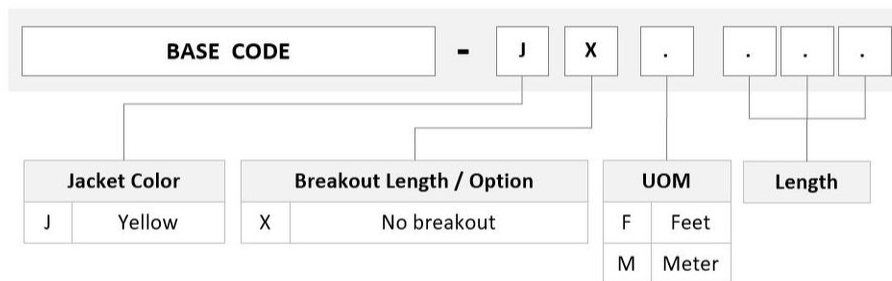 BASE CODE - J X . . . .
Jacket Color Breakout Length / Option UOM Length
J Yellow X No breakout F Feet
M Meter